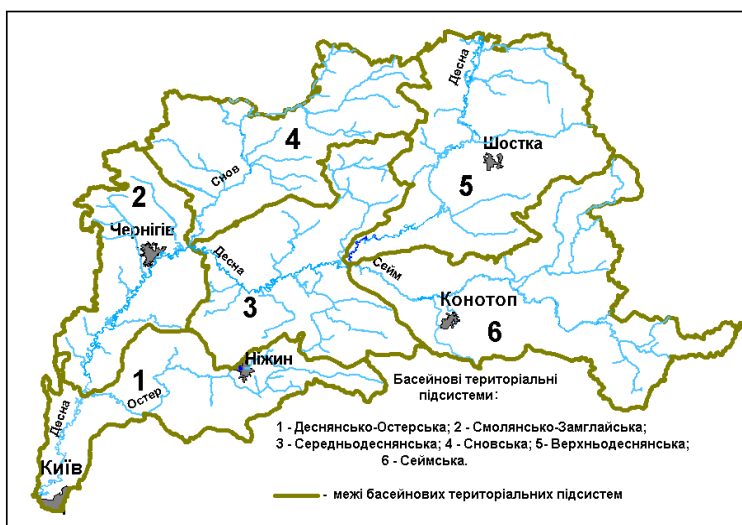 Десна
4
Шостка
Снов
2
5
Чернігів
Десна
Сейм
Конотоп
3
6
Ніжин
1
Басейнові територіальні
підсистеми:
Остер
Десна
1 - Деснянсько-Остерська; 2 - Смолянсько-Замглайська;
3 - Середньодеснянська; 4 - Сновська; 5- Верхньодеснянська;
6 - Сеймська.
Київ
- межі басейнових територіальних підсистем